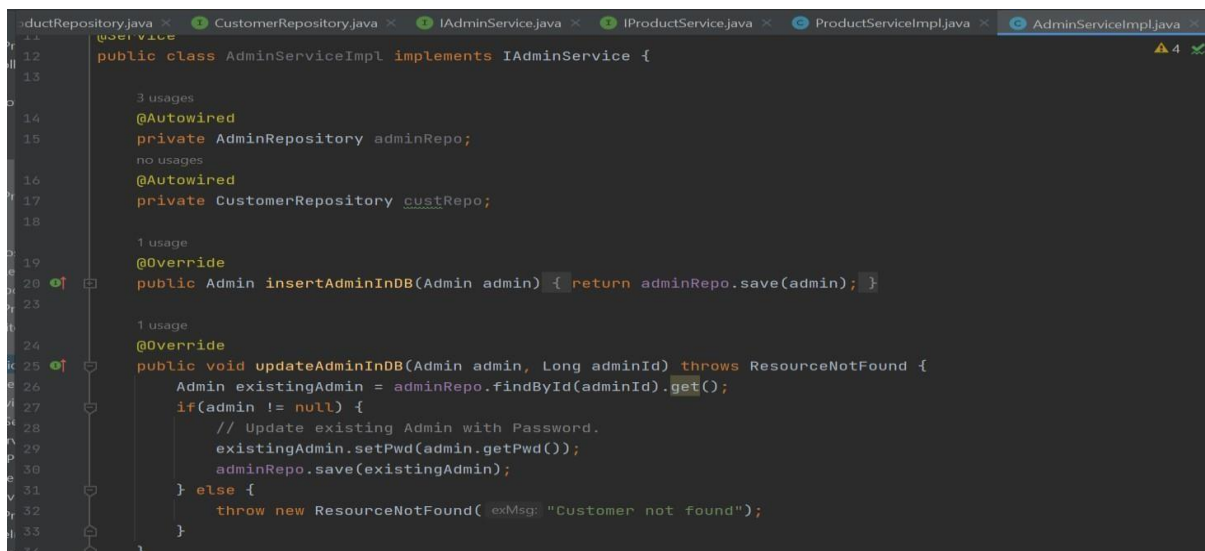 ductRepository.java × CustomerRepository.java × IAdminService.java × IProductService.java × ProductServiceImpl.java × AdminServiceImpl.java ×
11 @Service
12 public class AdminServiceImpl implements IAdminService {
4
13
3 usages
14 @Autowired
15 private AdminRepository adminRepo;
no usages
16 @Autowired
17 private CustomerRepository custRepo;
18
1 usage
19 @Override
20 public Admin insertAdminInDB(Admin admin) { return adminRepo.save(admin); }
23
1 usage
24 @Override
25 public void updateAdminInDB(Admin admin, Long adminId) throws ResourceNotFound {
26 Admin existingAdmin = adminRepo.findById(adminId).get();
27 if(admin != null) {
28 // Update existing Admin with Password.
29 existingAdmin.setPwd(admin.getPwd());
30 adminRepo.save(existingAdmin);
31 } else {
32 throw new ResourceNotFound( exMsg: "Customer not found");
33 }
34 }